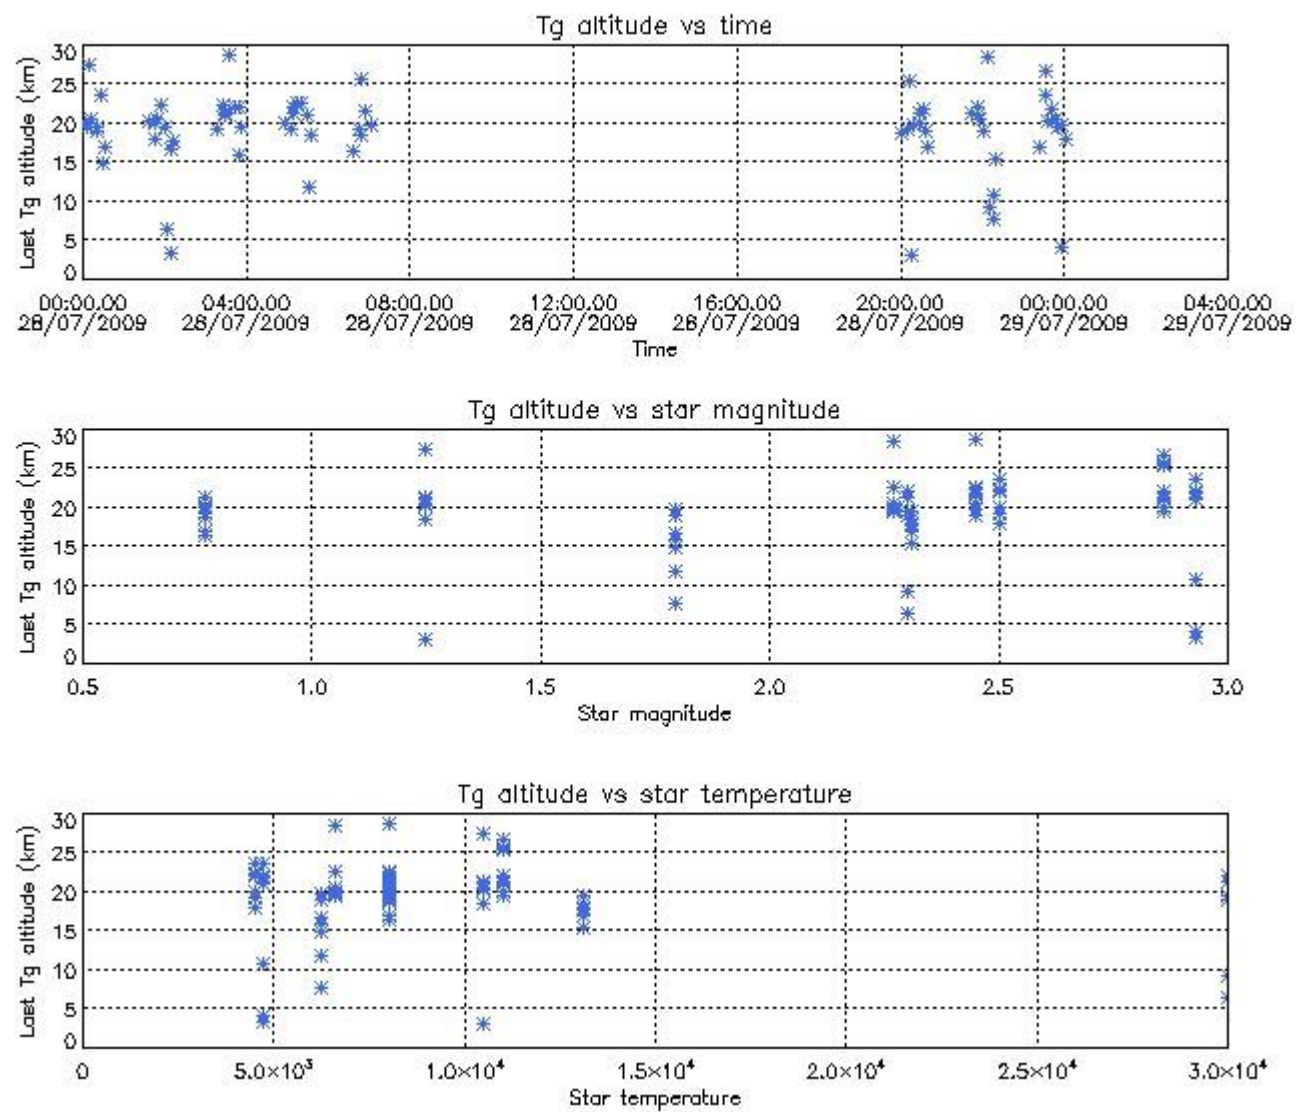 Tg altitude vs time
Last Tg altitude (km)
30
25
20
15
10
5
0
00:00.00 04:00.00 08:00.00 12:00.00 16:00.00 20:00.00 00:00.00 04:00.00
28/07/2009 28/07/2009 28/07/2009 28/07/2009 28/07/2009 28/07/2009 29/07/2009 29/07/2009
Time
Tg altitude vs star magnitude
Last Tg altitude (km)
30
25
20
15
10
5
0
0.5 1.0 1.5 2.0 2.5 3.0
Star magnitude
Tg altitude vs star temperature
Last Tg altitude (km)
30
25
20
15
10
5
0
0 5.0×10³ 1.0×10⁴ 1.5×10⁴ 2.0×10⁴ 2.5×10⁴ 3.0×10⁴
Star temperature